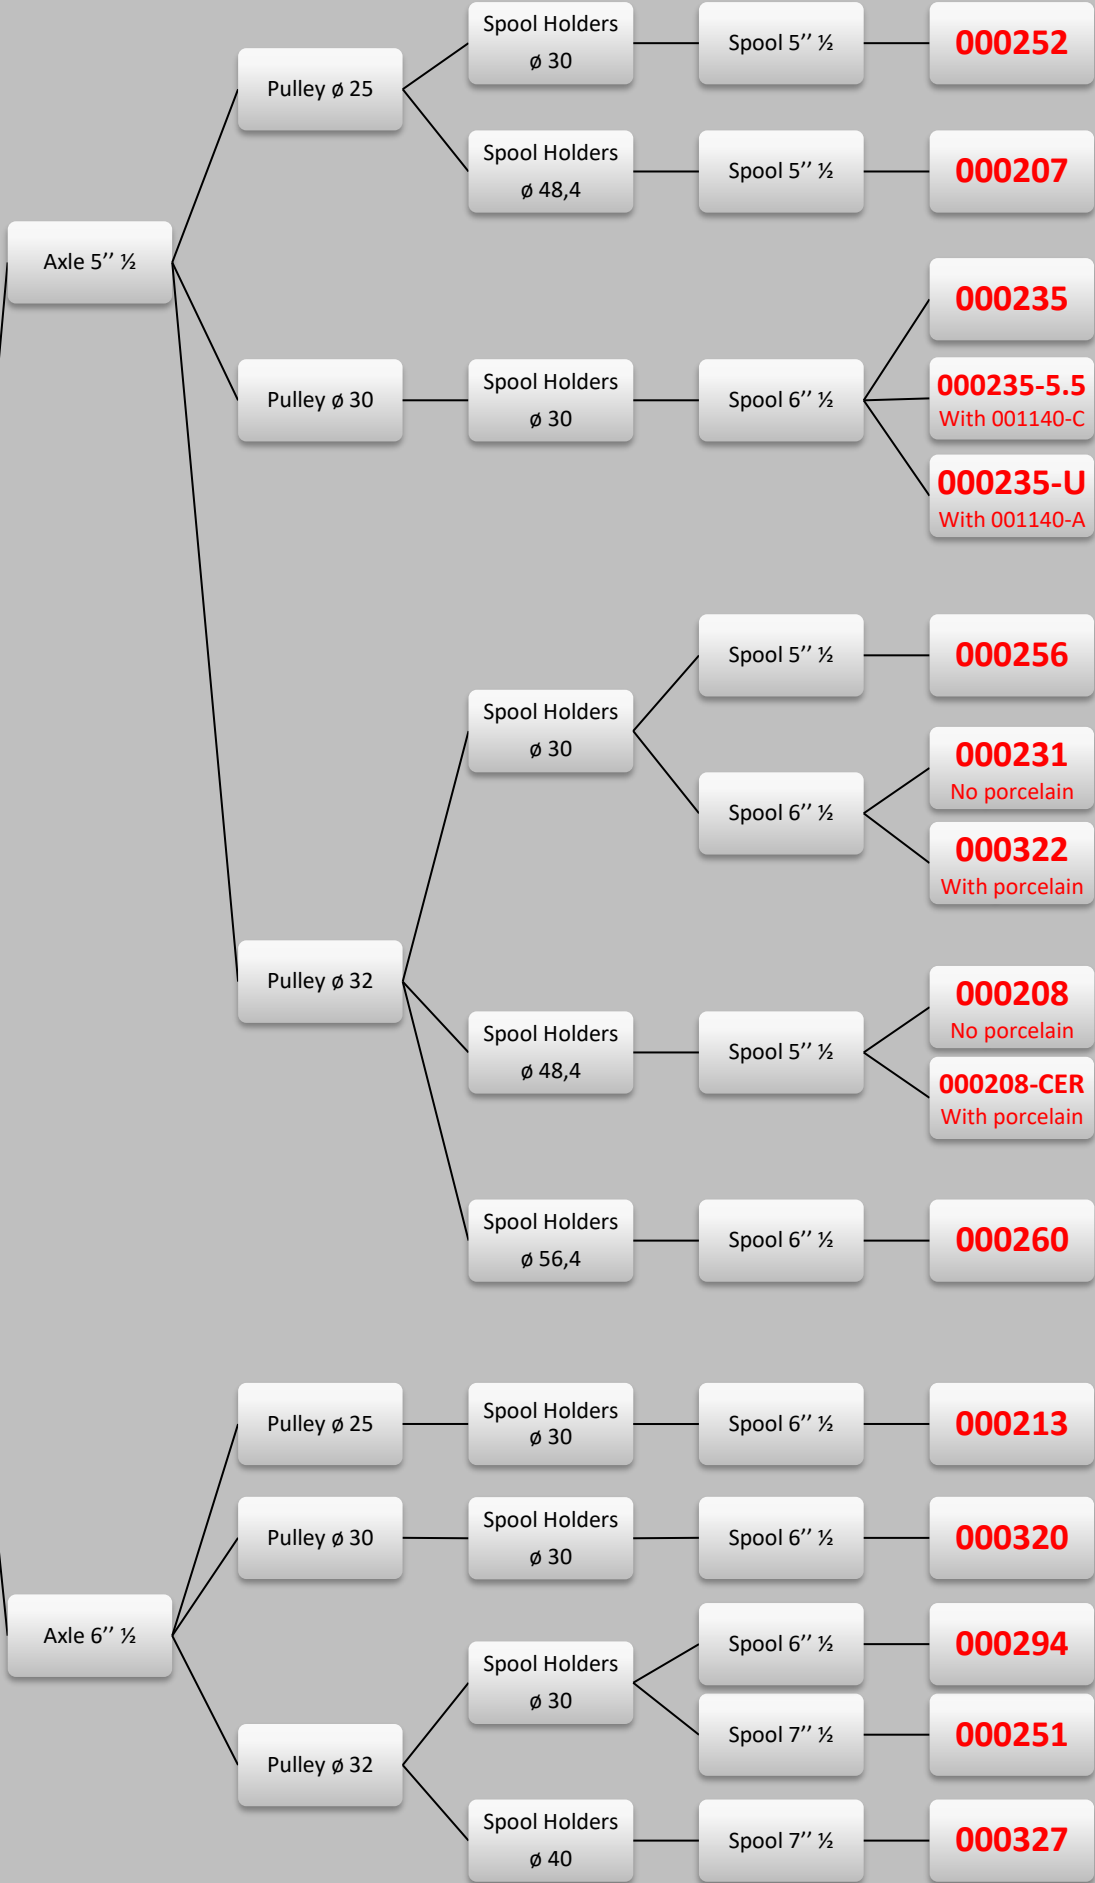 Spool Holders
ø 30
Spool 5’’ ½
000252
Pulley ø 25
Spool Holders
ø 48,4
Spool 5’’ ½
000207
Axle 5’’ ½
000235
Pulley ø 30
Spool Holders
ø 30
Spool 6’’ ½
000235-5.5
With 001140-C
000235-U
With 001140-A
Spool 5’’ ½
000256
Spool Holders
ø 30
000231
No porcelain
Spool 6’’ ½
000322
With porcelain
Pulley ø 32
000208
No porcelain
Spool Holders
ø 48,4
Spool 5’’ ½
000208-CER
With porcelain
Spool Holders
ø 56,4
Spool 6’’ ½
000260
Pulley ø 25
Spool Holders
ø 30
Spool 6’’ ½
000213
Pulley ø 30
Spool Holders
ø 30
Spool 6’’ ½
000320
Axle 6’’ ½
Spool Holders
ø 30
Spool 6’’ ½
000294
Spool 7’’ ½
000251
Pulley ø 32
Spool Holders
ø 40
Spool 7’’ ½
000327